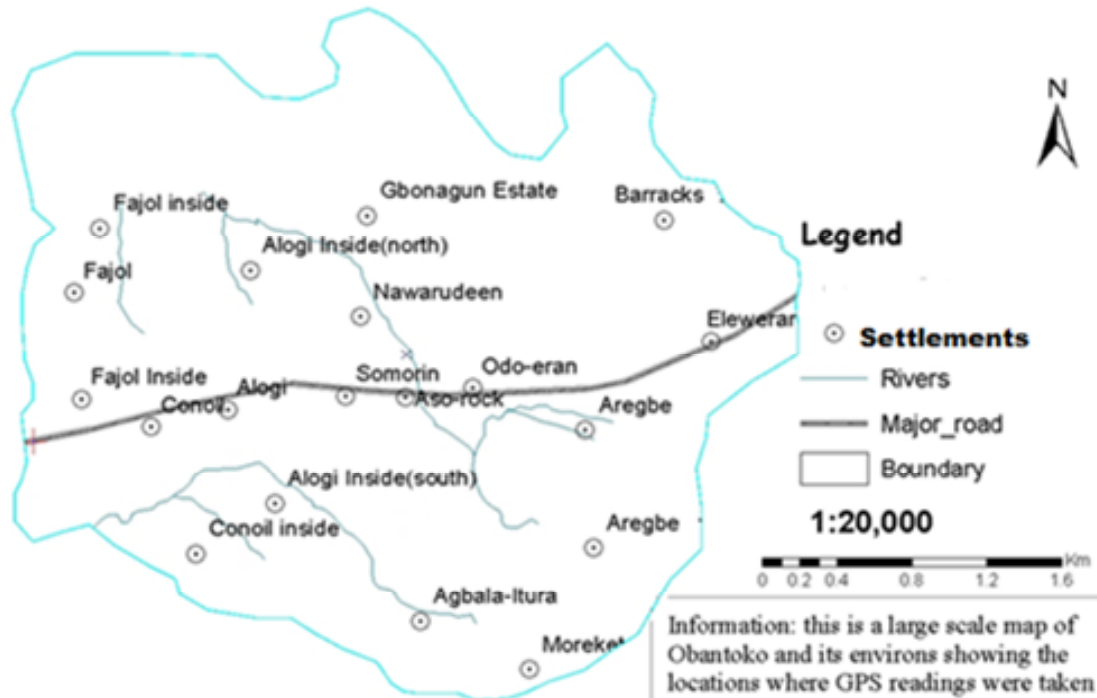 N
Gbonagun Estate
Barracks
Fajol inside
Alogi Inside(north)
Fajol
Nawarudeen
Elewerar
Odo-eran
Somorin
Fajol Inside
Alogi
Aso-rock
Conoil
Aregbe
Alogi Inside(south)
Conoil inside
Aregbe
Agbala-Itura
Moreket
Legend
Settlements
Rivers
Major_road
Boundary
1:20,000
Km
0 0.2 0.4 0.8 1.2 1.6
Information: this is a large scale map of
Obantoko and its environs showing the
locations where GPS readings were taken